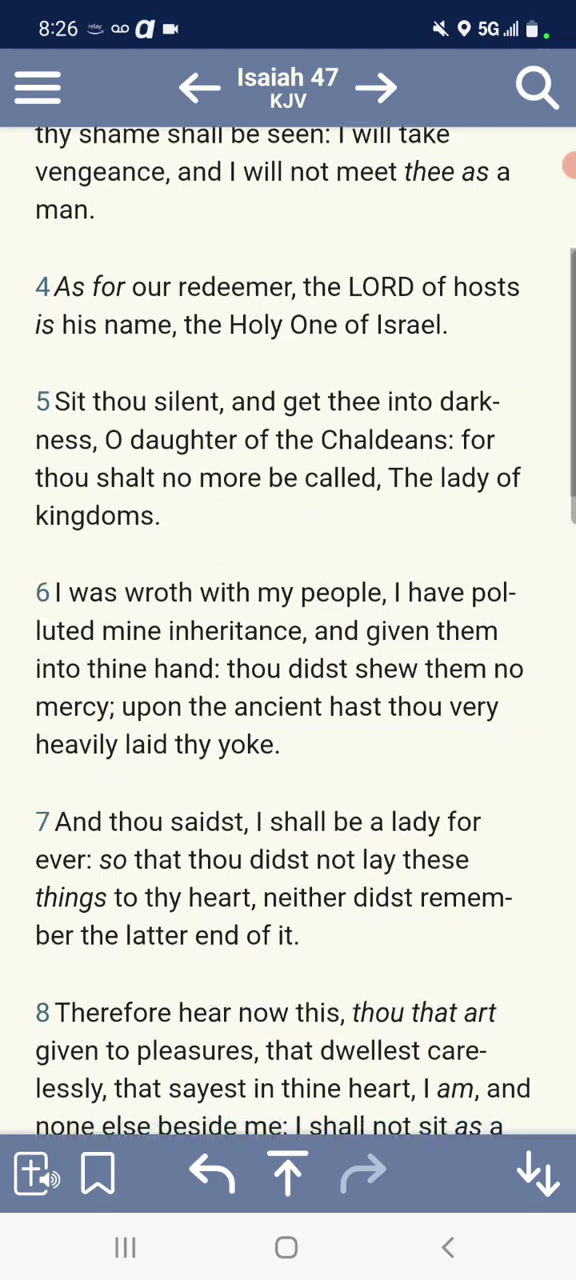 8:26 relay a 5G
Isaiah 47
KJV
thy shame shall be seen: I will take
vengeance, and I will not meet thee as a
man.
4 As for our redeemer, the LORD of hosts
is his name, the Holy One of Israel.
5 Sit thou silent, and get thee into dark-
ness, O daughter of the Chaldeans: for
thou shalt no more be called, The lady of
kingdoms.
6 I was wroth with my people, I have pol-
luted mine inheritance, and given them
into thine hand: thou didst shew them no
mercy; upon the ancient hast thou very
heavily laid thy yoke.
7 And thou saidst, I shall be a lady for
ever: so that thou didst not lay these
things to thy heart, neither didst remem-
ber the latter end of it.
8 Therefore hear now this, thou that art
given to pleasures, that dwellest care-
lessly, that sayest in thine heart, I am, and
none else beside me; I shall not sit as a